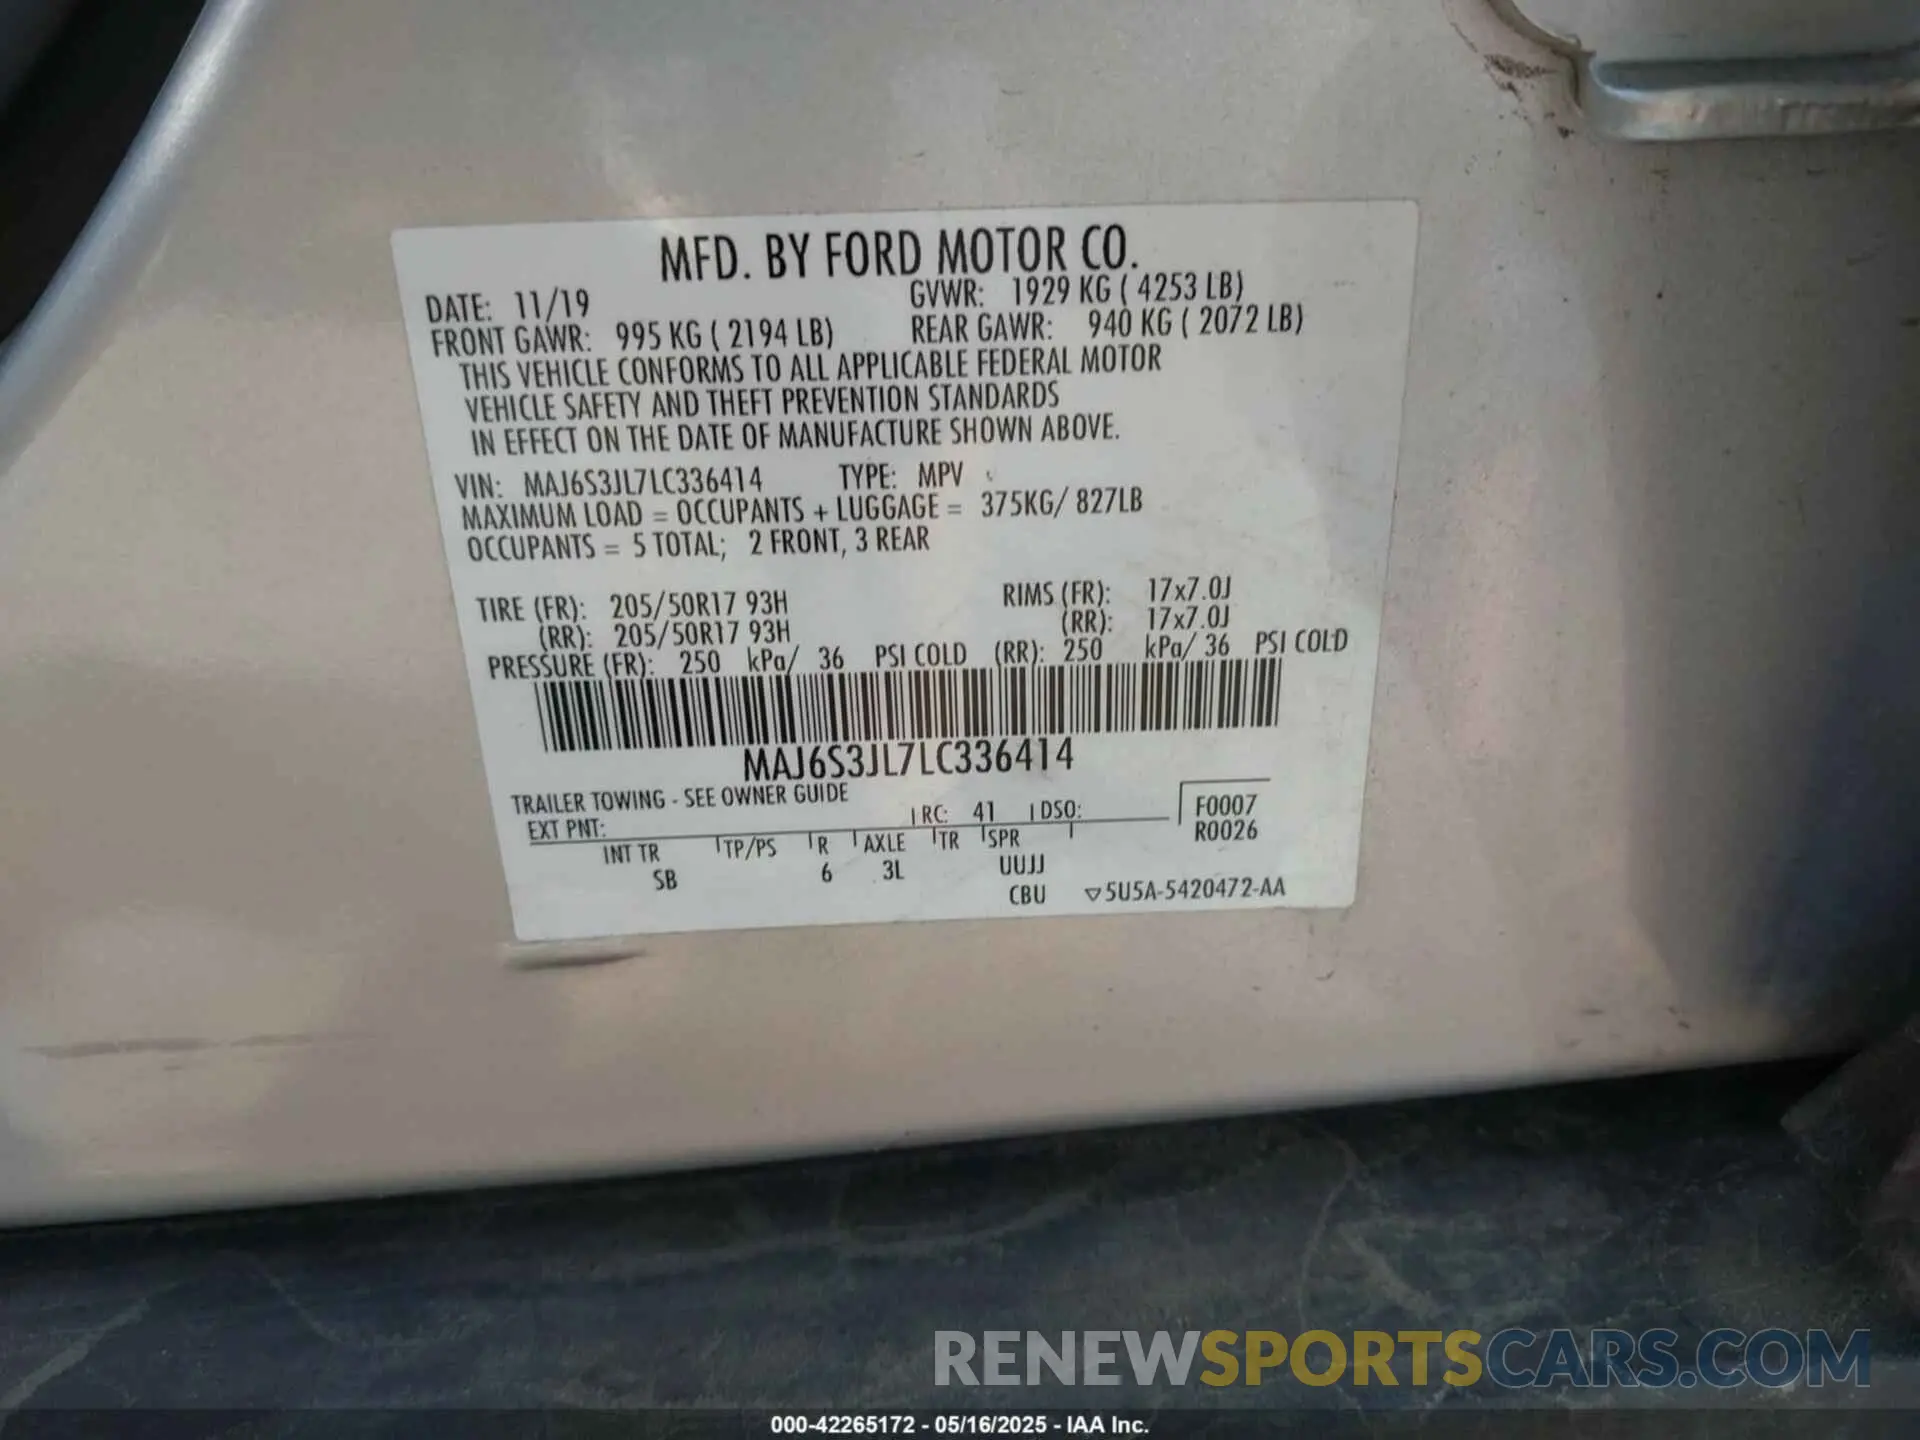 MFD. BY FORD MOTOR CO.
DATE: 11/19 GVWR: 1929 KG ( 4253 LB)
FRONT GAWR: 995 KG ( 2194 LB) REAR GAWR: 940 KG ( 2072 LB)
THIS VEHICLE CONFORMS TO ALL APPLICABLE FEDERAL MOTOR
VEHICLE SAFETY AND THEFT PREVENTION STANDARDS
IN EFFECT ON THE DATE OF MANUFACTURE SHOWN ABOVE.
VIN: MAJ6S3JL7LC336414 TYPE: MPV
MAXIMUM LOAD = OCCUPANTS + LUGGAGE = 375KG/ 827LB
OCCUPANTS = 5 TOTAL; 2 FRONT, 3 REAR
TIRE (FR): 205/50R17 93H RIMS (FR): 17x7.0J
(RR): 205/50R17 93H (RR): 17x7.0J
PRESSURE (FR): 250 kPa/ 36 PSI COLD (RR): 250 kPa/ 36 PSI COLD
MAJ6S3JL7LC336414
TRAILER TOWING - SEE OWNER GUIDE
EXT PNT: RC: 41 DSO: F0007
R0026
INT TR TP/PS R AXLE TR SPR
SB 6 3L UUJJ
CBU ▽5U5A-5420472-AA
RENEWSPORTSCARS.COM
000-42265172 - 05/16/2025 - IAA Inc.